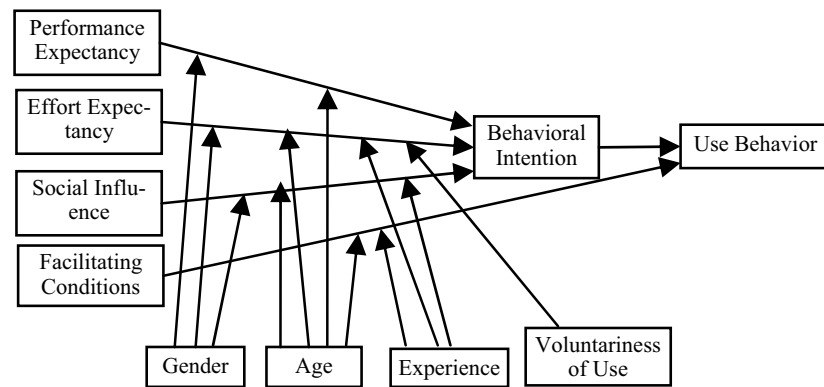 Performance
Expectancy
Effort Expec-
tancy
Social Influ-
ence
Facilitating
Conditions
Behavioral
Intention
Use Behavior
Gender
Age
Experience
Voluntariness
of Use